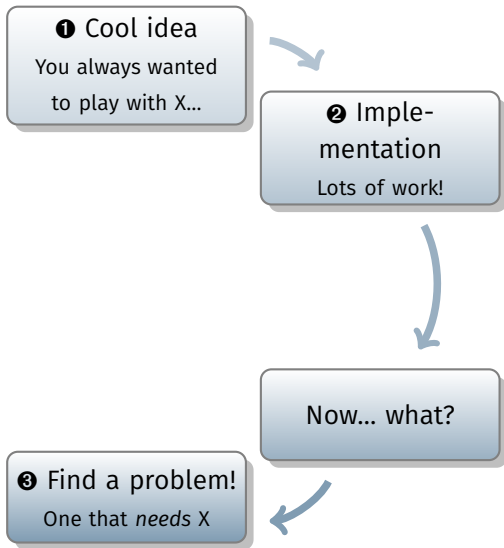 ❶ Cool idea
You always wanted
to play with X...
❷ Imple-
mentation
Lots of work!
Now... what?
❸ Find a problem!
One that needs X